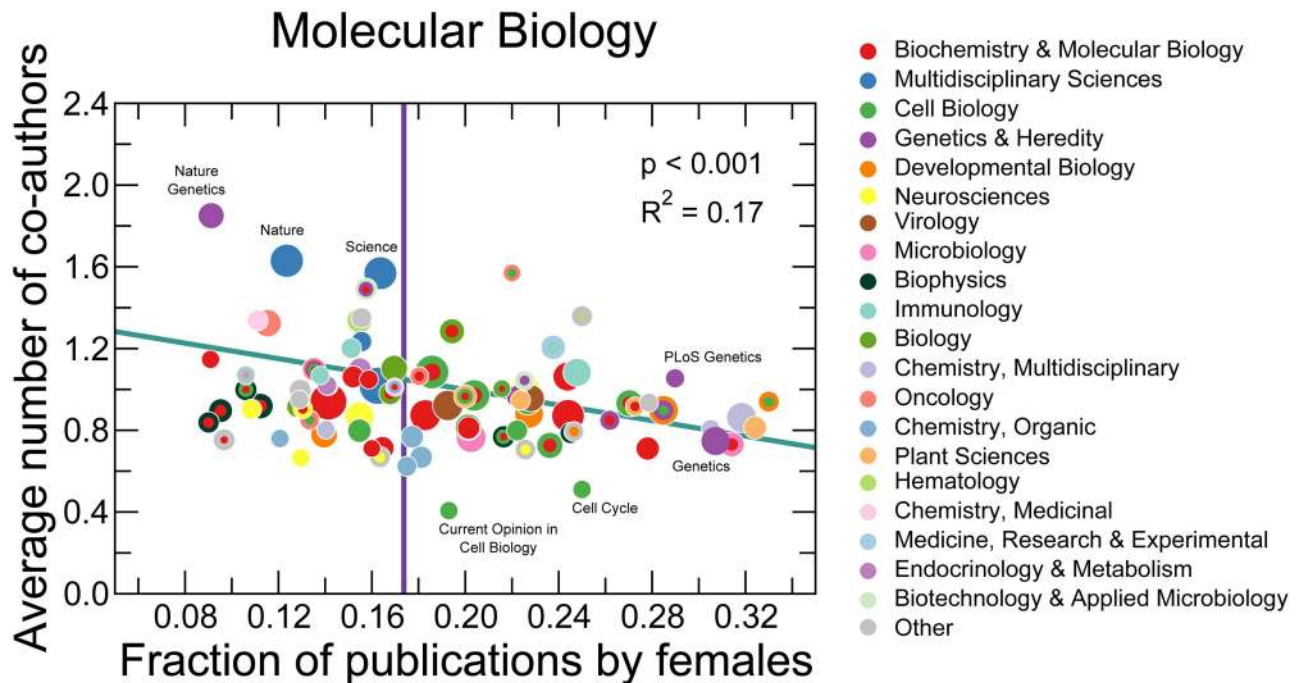 Molecular Biology
Average number of co-authors
2.4
2.0
1.6
1.2
0.8
0.4
0.0
Nature
Genetics
Nature
Science
p < 0.001
R² = 0.17
PLoS Genetics
Genetics
Cell Cycle
Current Opinion in
Cell Biology
0.08 0.12 0.16 0.20 0.24 0.28 0.32
Fraction of publications by females
Biochemistry & Molecular Biology
Multidisciplinary Sciences
Cell Biology
Genetics & Heredity
Developmental Biology
Neurosciences
Virology
Microbiology
Biophysics
Immunology
Biology
Chemistry, Multidisciplinary
Oncology
Chemistry, Organic
Plant Sciences
Hematology
Chemistry, Medicinal
Medicine, Research & Experimental
Endocrinology & Metabolism
Biotechnology & Applied Microbiology
Other